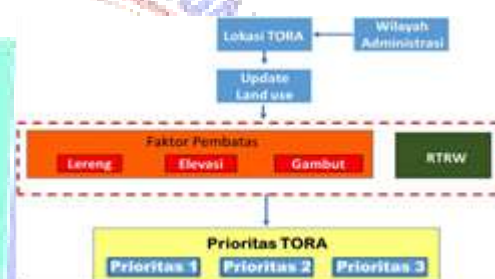 Lokasi TORA
Wilayah
Administrasi
Update
Land use
Faktor Pembatas
Lereng
Elevasi
Gambut
RTRW
Prioritas TORA
Prioritas 1
Prioritas 2
Prioritas 3